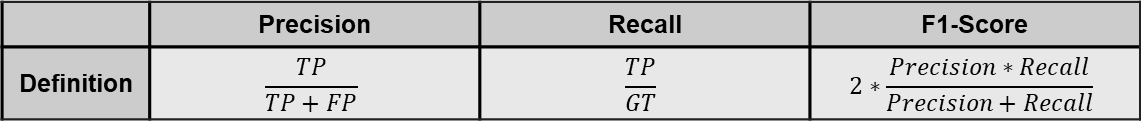 Precision Recall F1-Score
Definition TP / TP + FP TP / GT 2 * Precision * Recall / Precision + Recall